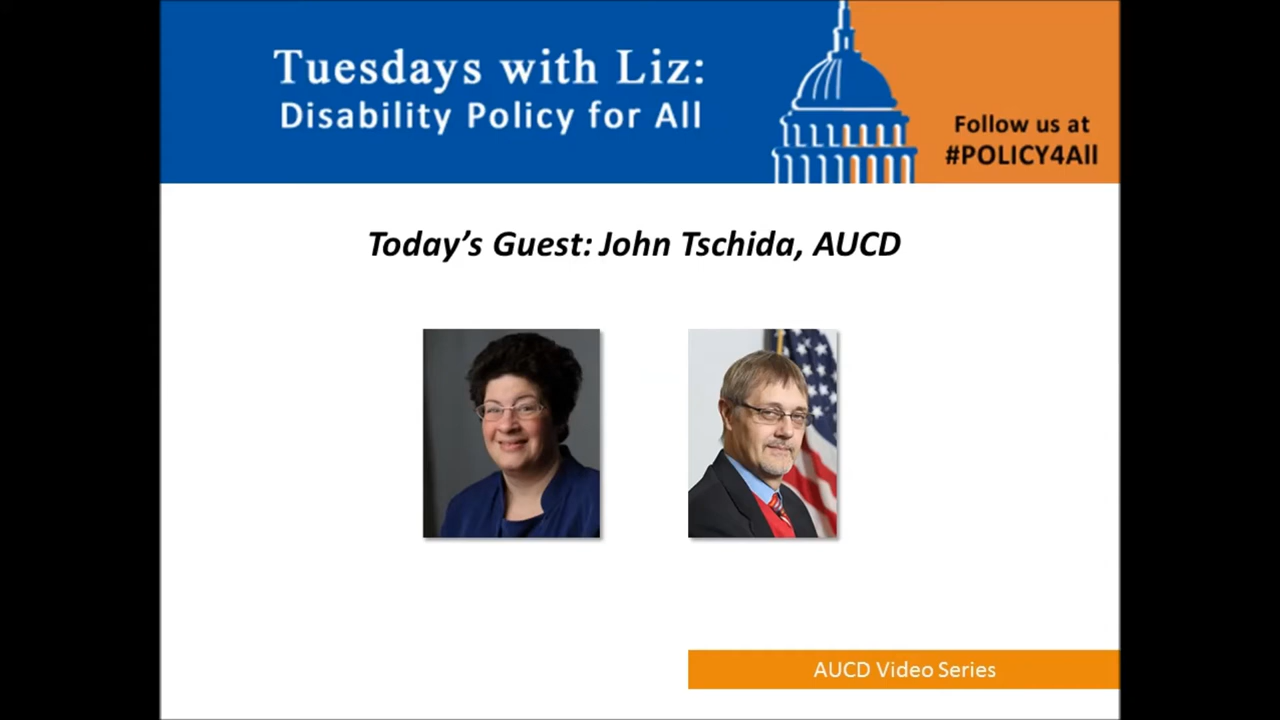 Tuesdays with Liz:
Disability Policy for All
Follow us at
#POLICY4All
Today's Guest: John Tschida, AUCD
AUCD Video Series